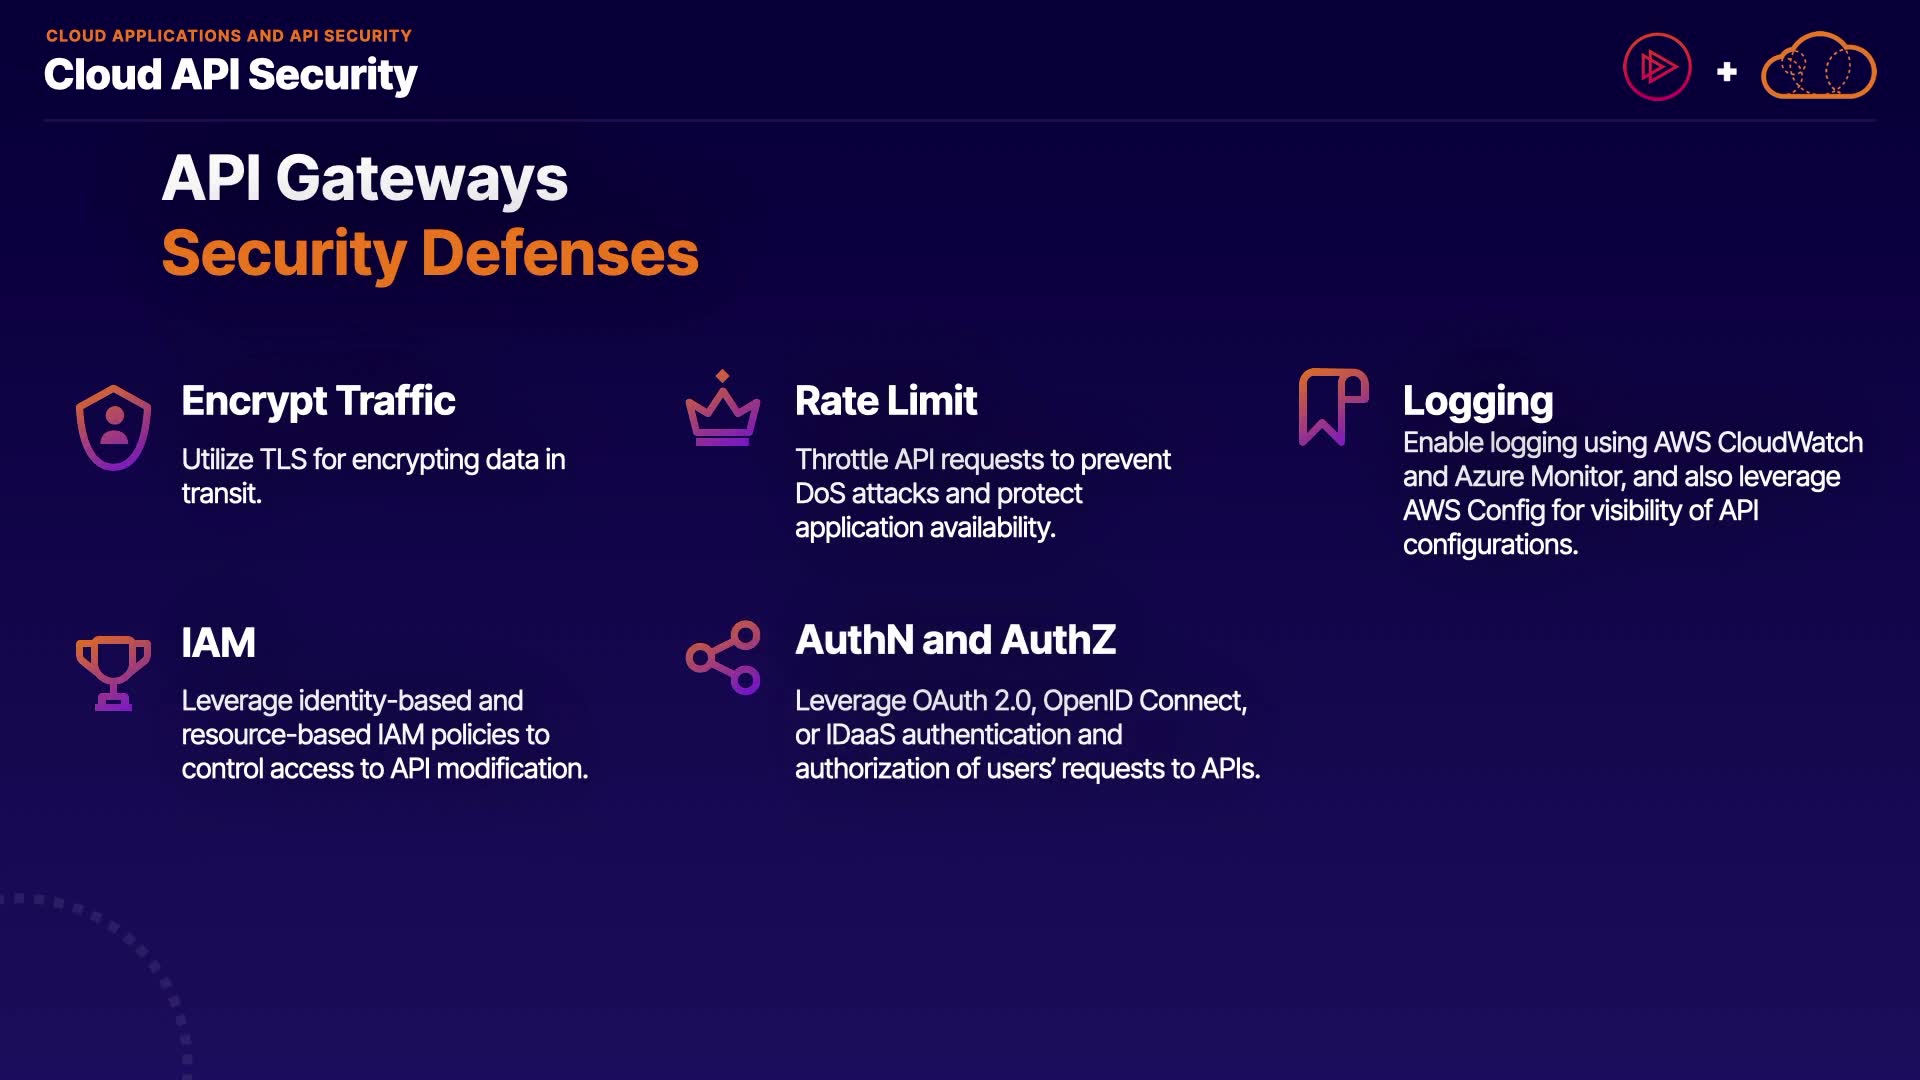 CLOUD APPLICATIONS AND API SECURITY
Cloud API Security
+
API Gateways
Security Defenses
Encrypt Traffic
Utilize TLS for encrypting data in
transit.
Rate Limit
Throttle API requests to prevent
DoS attacks and protect
application availability.
Logging
Enable logging using AWS CloudWatch
and Azure Monitor, and also leverage
AWS Config for visibility of API
configurations.
IAM
Leverage identity-based and
resource-based IAM policies to
control access to API modification.
AuthN and AuthZ
Leverage OAuth 2.0, OpenID Connect,
or IDaaS authentication and
authorization of users’ requests to APIs.